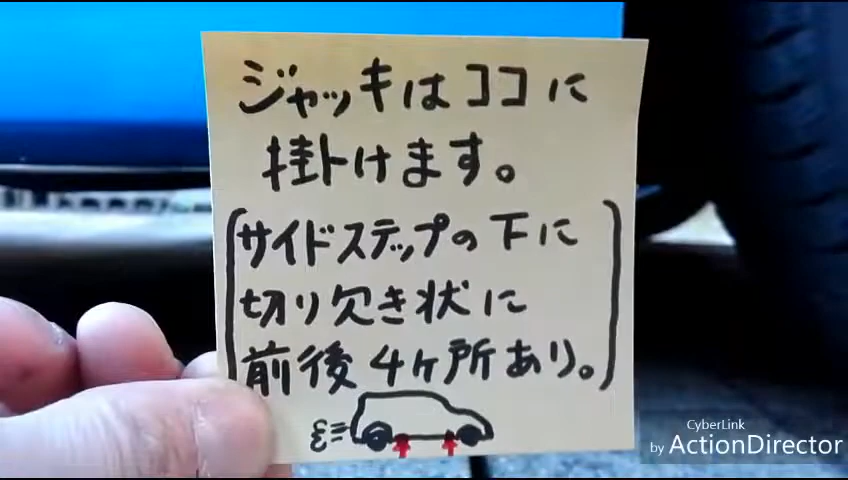 ジャッキはココに
掛けます。
サイドステップの下に
切り欠き状に
前後4ヶ所あり。
CyberLink
by ActionDirector